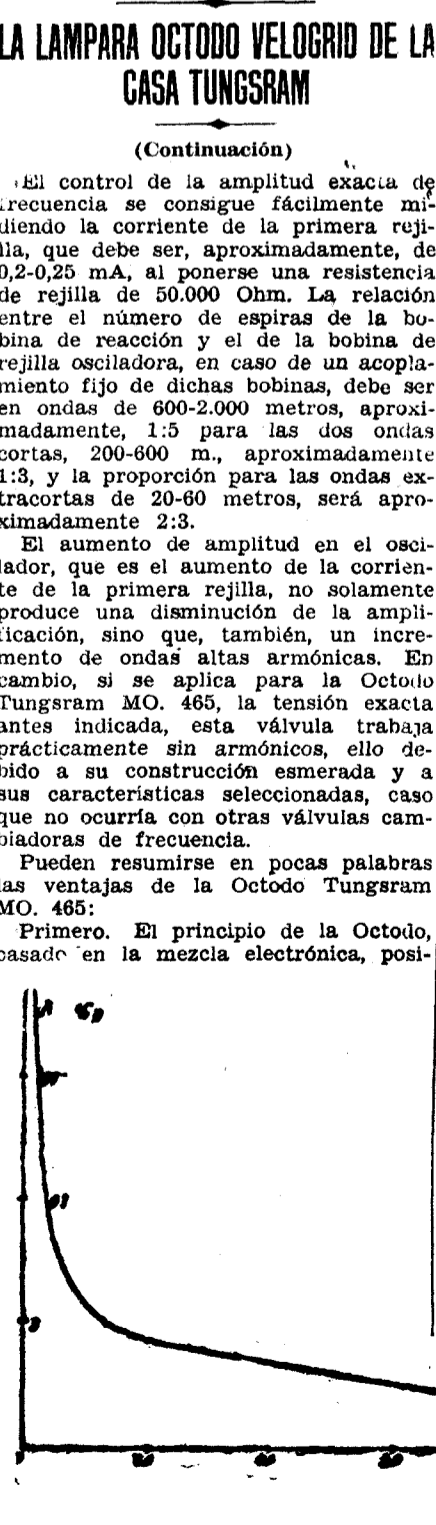 LA LAMPARA OCTODO VELOGRID DE LA
CASA TUNGSRAM
(Continuación)
El control de la amplitud exacta de
frecuencia se consigue fácilmente mi-
diendo la corriente de la primera reji-
lla, que debe ser, aproximadamente, de
0,2-0,25 mA, al ponerse una resistencia
de rejilla de 50.000 Ohm. La relación
entre el número de espiras de la bo-
bina de reacción y el de la bobina de
rejilla osciladora, en caso de un acopla-
miento fijo de dichas bobinas, debe ser
en ondas de 600-2.000 metros, aproxi-
madamente, 1:5 para las dos ondas
cortas, 200-600 m., aproximadamente
1:3, y la proporción para las ondas ex-
tracortas de 20-60 metros, será apro-
ximadamente 2:3.
El aumento de amplitud en el osci-
lador, que es el aumento de la corrien-
te de la primera rejilla, no solamente
produce una disminución de la ampli-
ficación, sino que, también, un incre-
mento de ondas altas armónicas. En
cambio, si se aplica para la Octodo
Tungsram MO. 465, la tensión exacta
antes indicada, esta válvula trabaja
prácticamente sin armónicos, ello de-
bido a su construcción esmerada y a
sus características seleccionadas, caso
que no ocurría con otras válvulas cam-
biadoras de frecuencia.
Pueden resumirse en pocas palabras
las ventajas de la Octodo Tungsram
MO. 465:
Primero. El principio de la Octodo,
casado en la mezcla electrónica, posi-